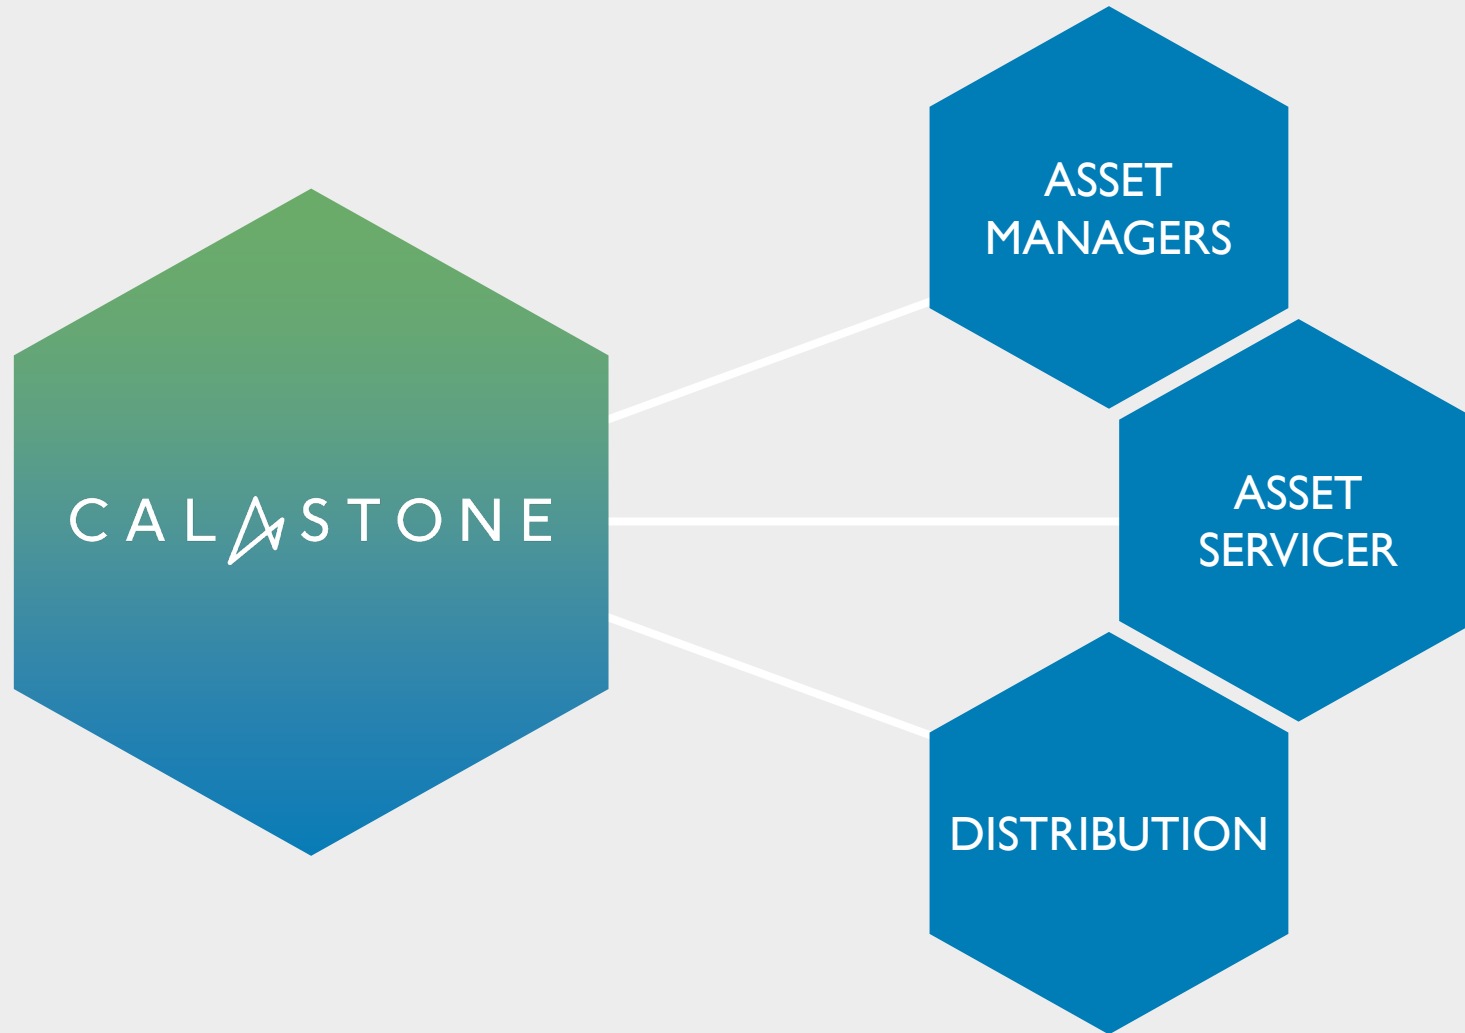 CALASTONE
ASSET
MANAGERS
ASSET
SERVICER
DISTRIBUTION